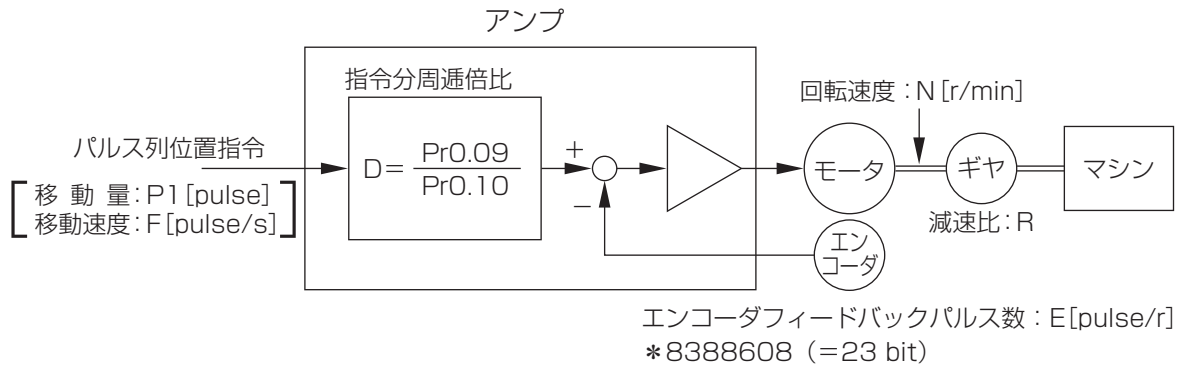 アンプ
指令分周逓倍比
パルス列位置指令
移動量：P1[pulse]
移動速度：F[pulse/s]
D= Pr0.09
Pr0.10
+
−
回転速度：N[r/min]
モータ
ギヤ
マシン
減速比：R
エン
コーダ
エンコーダフィードバックパルス数：E[pulse/r]
*8388608（=23 bit）